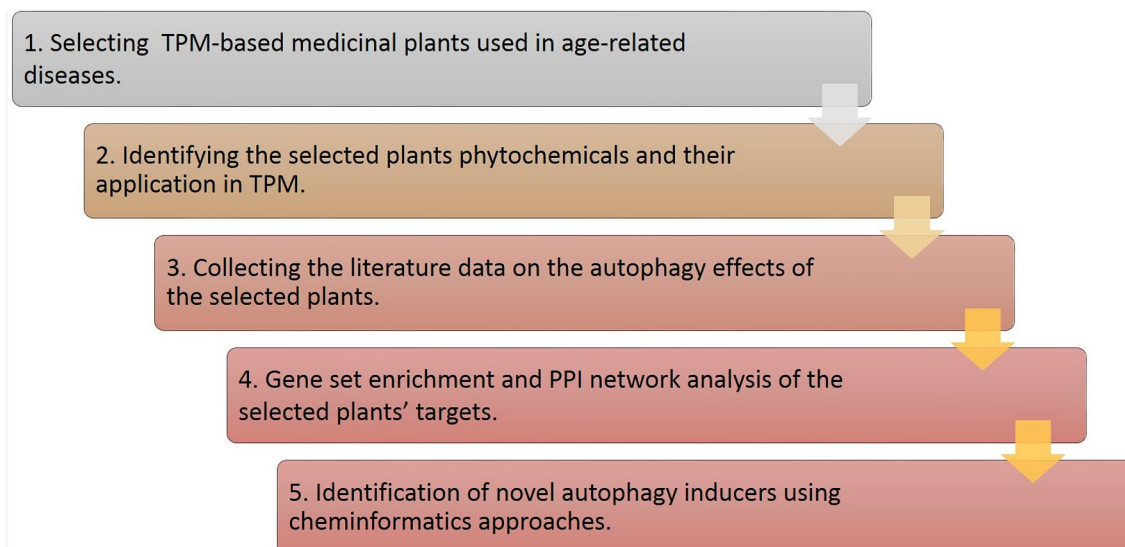 1. Selecting TPM-based medicinal plants used in age-related
diseases.
2. Identifying the selected plants phytochemicals and their
application in TPM.
3. Collecting the literature data on the autophagy effects of
the selected plants.
4. Gene set enrichment and PPI network analysis of the
selected plants’ targets.
5. Identification of novel autophagy inducers using
cheminformatics approaches.